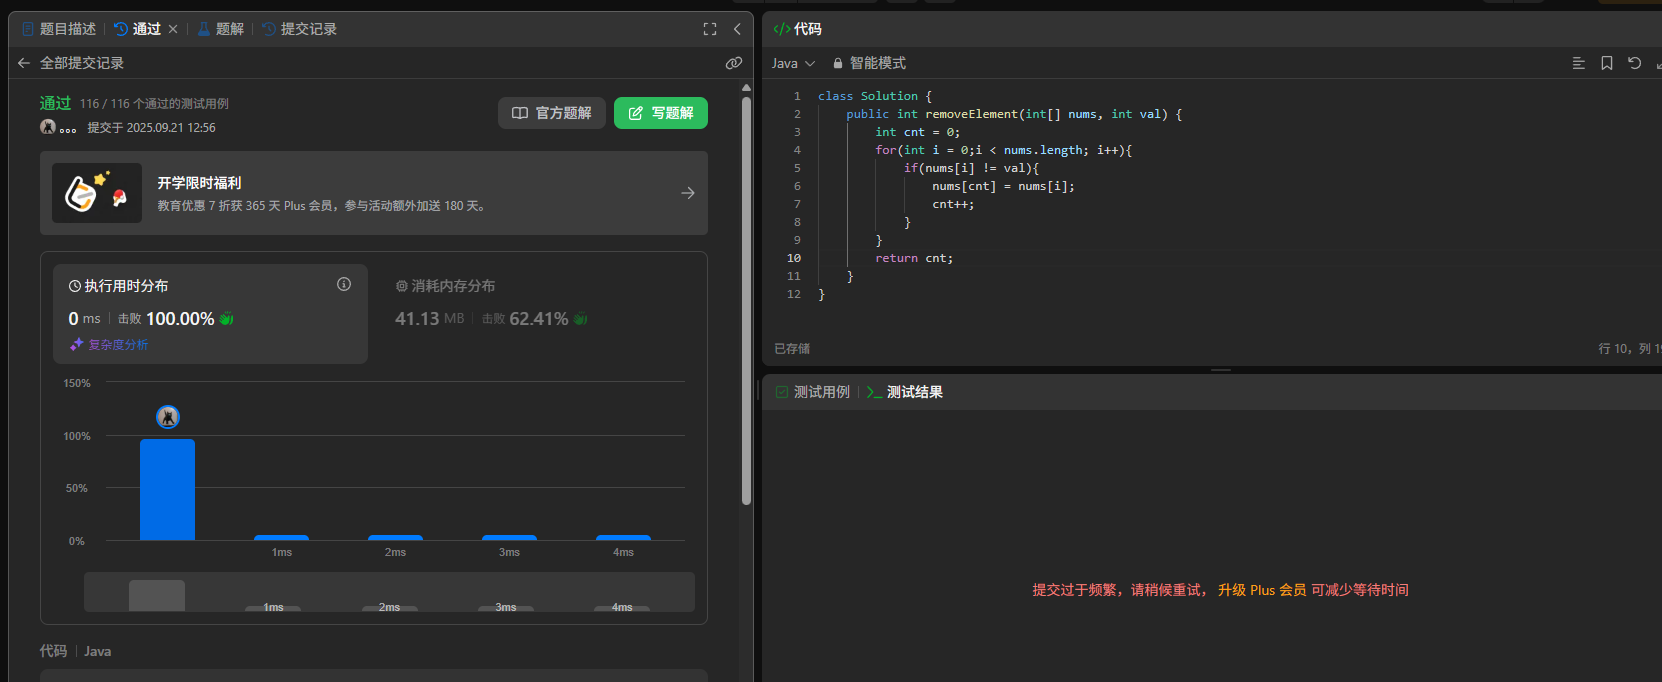 题目描述 通过 题解 提交记录
全部提交记录
通过 116 / 116 个通过的测试用例
提交于 2025.09.21 12:56
官方题解 写题解
开学限时福利
教育优惠 7 折获 365 天 Plus 会员，参与活动额外加送 180 天。
执行用时分布
0 ms 击败 100.00%
复杂度分析
消耗内存分布
41.13 MB 击败 62.41%
150%
100%
50%
0%
1ms 2ms 3ms 4ms
1ms 2ms 3ms 4ms
代码 Java
</> 代码
Java 智能模式
1 class Solution {
2 public int removeElement(int[] nums, int val) {
3 int cnt = 0;
4 for(int i = 0;i < nums.length; i++){
5 if(nums[i] != val){
6 nums[cnt] = nums[i];
7 cnt++;
8 }
9 }
10 return cnt;
11 }
12 }
已存储 行 10，列
测试用例 测试结果
提交过于频繁，请稍候重试， 升级 Plus 会员 可减少等待时间